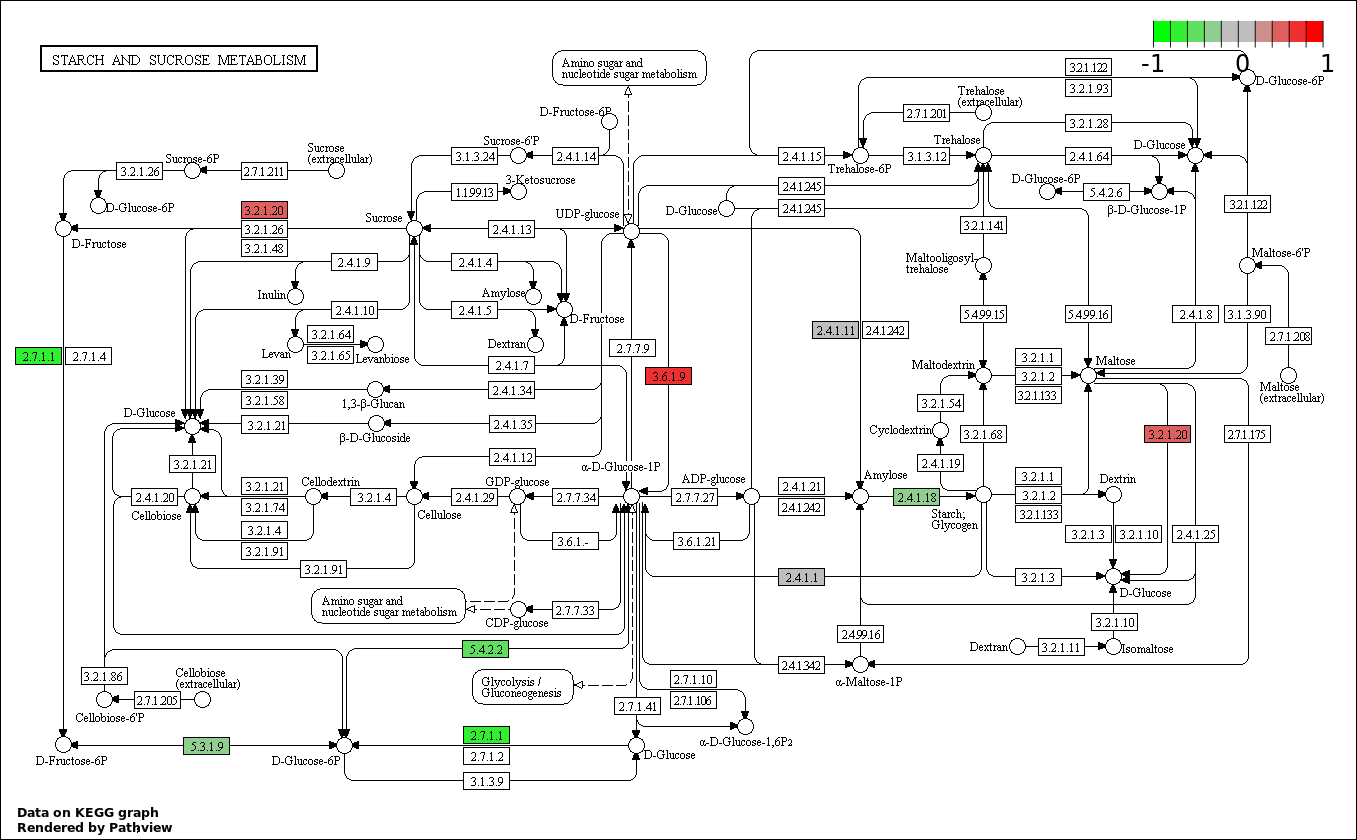 STARCH AND SUCROSE METABOLISM
-1
0
1
Amino sugar and
nucleotide sugar metabolism
3.2.1.122
3.2.1.93
D-Glucose-6P
D-Fructose-6P
Trehalose
(extracellular)
2.7.1.201
3.2.1.28
Sucrose-6'P
Trehalose
D-Glucose
Sucrose
(extracellular)
Sucrose-6P
3.1.3.24
2.4.1.14
2.4.1.15
3.1.3.12
2.4.1.64
3.2.1.26
2.7.1.211
Trehalose-6P
3-Ketosucrose
1.1.99.13
2.4.1.245
D-Glucose-6P
5.4.2.6
D-Glucose-6P
3.2.1.20
Sucrose
UDP-glucose
D-Glucose
2.4.1.245
β-D-Glucose-1P
3.2.1.122
3.2.1.26
2.4.1.13
3.2.1.141
D-Fructose
3.2.1.48
2.4.1.9
2.4.1.4
Maltooligosyl-
trehalose
Maltose-6'P
Inulin
Amylose
2.4.1.10
2.4.1.5
D-Fructose
5.4.99.15
5.4.99.16
2.4.1.8
3.1.3.90
3.2.1.64
2.4.1.11
2.4.1.242
2.7.1.208
Levan
3.2.1.65
Levanbiose
Dextran
2.7.7.9
2.7.1.1
2.7.1.4
2.4.1.7
3.2.1.1
Maltodextrin
3.2.1.2
Maltose
3.6.1.9
3.2.1.39
2.4.1.34
3.2.1.133
Maltose
(extracellular)
3.2.1.58
1,3-β-Glucan
3.2.1.54
D-Glucose
3.2.1.21
2.4.1.35
Cyclodextrin
3.2.1.68
3.2.1.20
2.7.1.175
β-D-Glucoside
3.2.1.21
2.4.1.12
2.4.1.19
α-D-Glucose-1P
Cellodextrin
GDP-glucose
ADP-glucose
Amylose
3.2.1.1
Dextrin
3.2.1.21
2.4.1.21
2.4.1.20
3.2.1.4
2.4.1.29
2.7.7.34
2.7.7.27
2.4.1.18
3.2.1.2
3.2.1.74
2.4.1.242
3.2.1.133
Cellobiose
Cellulose
Starch;
Glycogen
3.2.1.4
3.6.1.-
3.6.1.21
3.2.1.3
3.2.1.10
2.4.1.25
3.2.1.91
3.2.1.91
2.4.1.1
3.2.1.3
D-Glucose
Amino sugar and
nucleotide sugar metabolism
2.7.7.33
CDP-glucose
3.2.1.10
2.4.99.16
5.4.2.2
Dextran
3.2.1.11
Isomaltose
2.4.1.342
3.2.1.86
Cellobiose
(extracellular)
Glycolysis /
Gluconeogenesis
2.7.1.10
α-Maltose-1P
2.7.1.205
2.7.1.106
Cellobiose-6'P
2.7.1.41
2.7.1.1
α-D-Glucose-1,6P2
5.3.1.9
D-Fructose-6P
D-Glucose-6P
2.7.1.2
D-Glucose
3.1.3.9
Data on KEGG graph
Rendered by Pathview